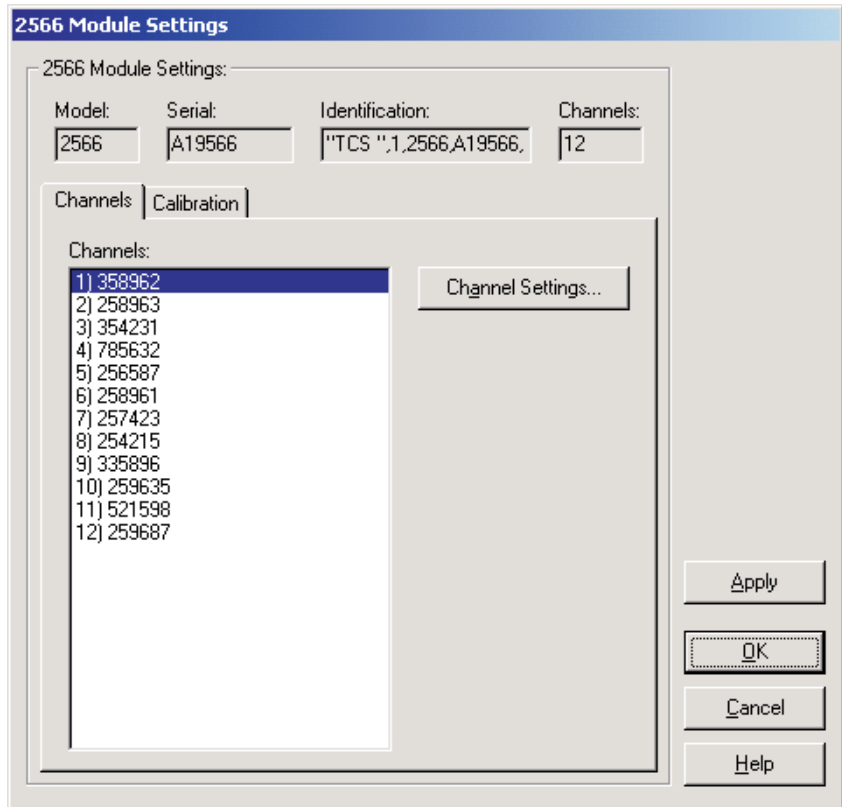 2566 Module Settings
2566 Module Settings:
Model: Serial: Identification: Channels:
2566 A19566 "TCS ",1,2566,A19566, 12
Channels Calibration
Channels:
1) 358962
Channel Settings...
2) 258963
3) 354231
4) 785632
5) 256587
6) 258961
7) 257423
8) 254215
9) 335896
10) 259635
11) 521598
12) 259687
Apply
OK
Cancel
Help